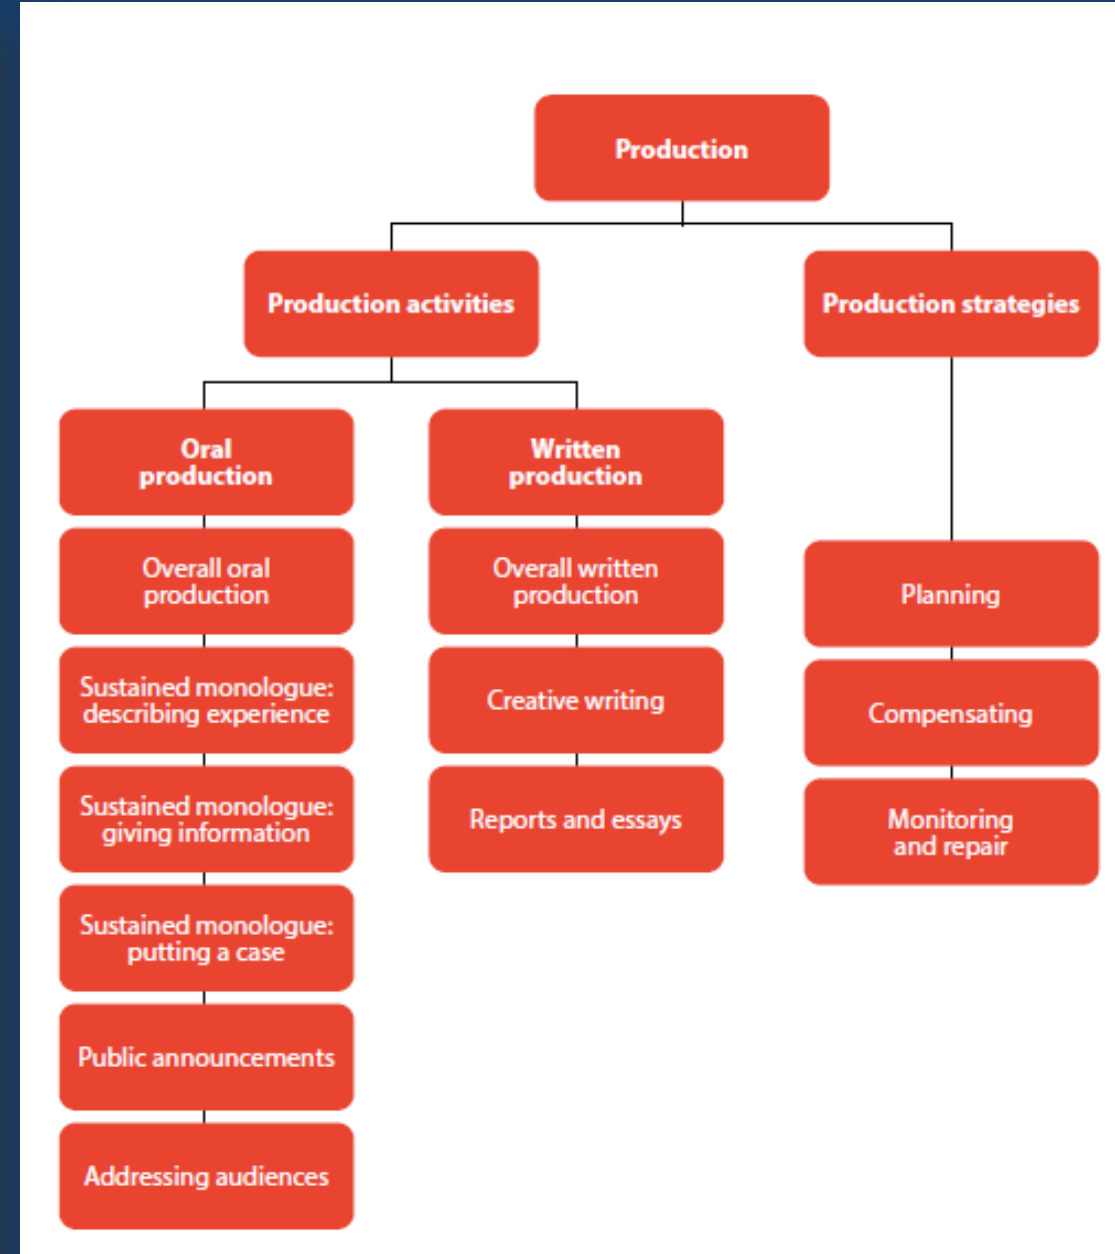 Production
Production activities
Production strategies
Oral
production
Written
production
Overall oral
production
Overall written
production
Planning
Sustained monologue:
describing experience
Creative writing
Compensating
Sustained monologue:
giving information
Reports and essays
Monitoring
and repair
Sustained monologue:
putting a case
Public announcements
Addressing audiences